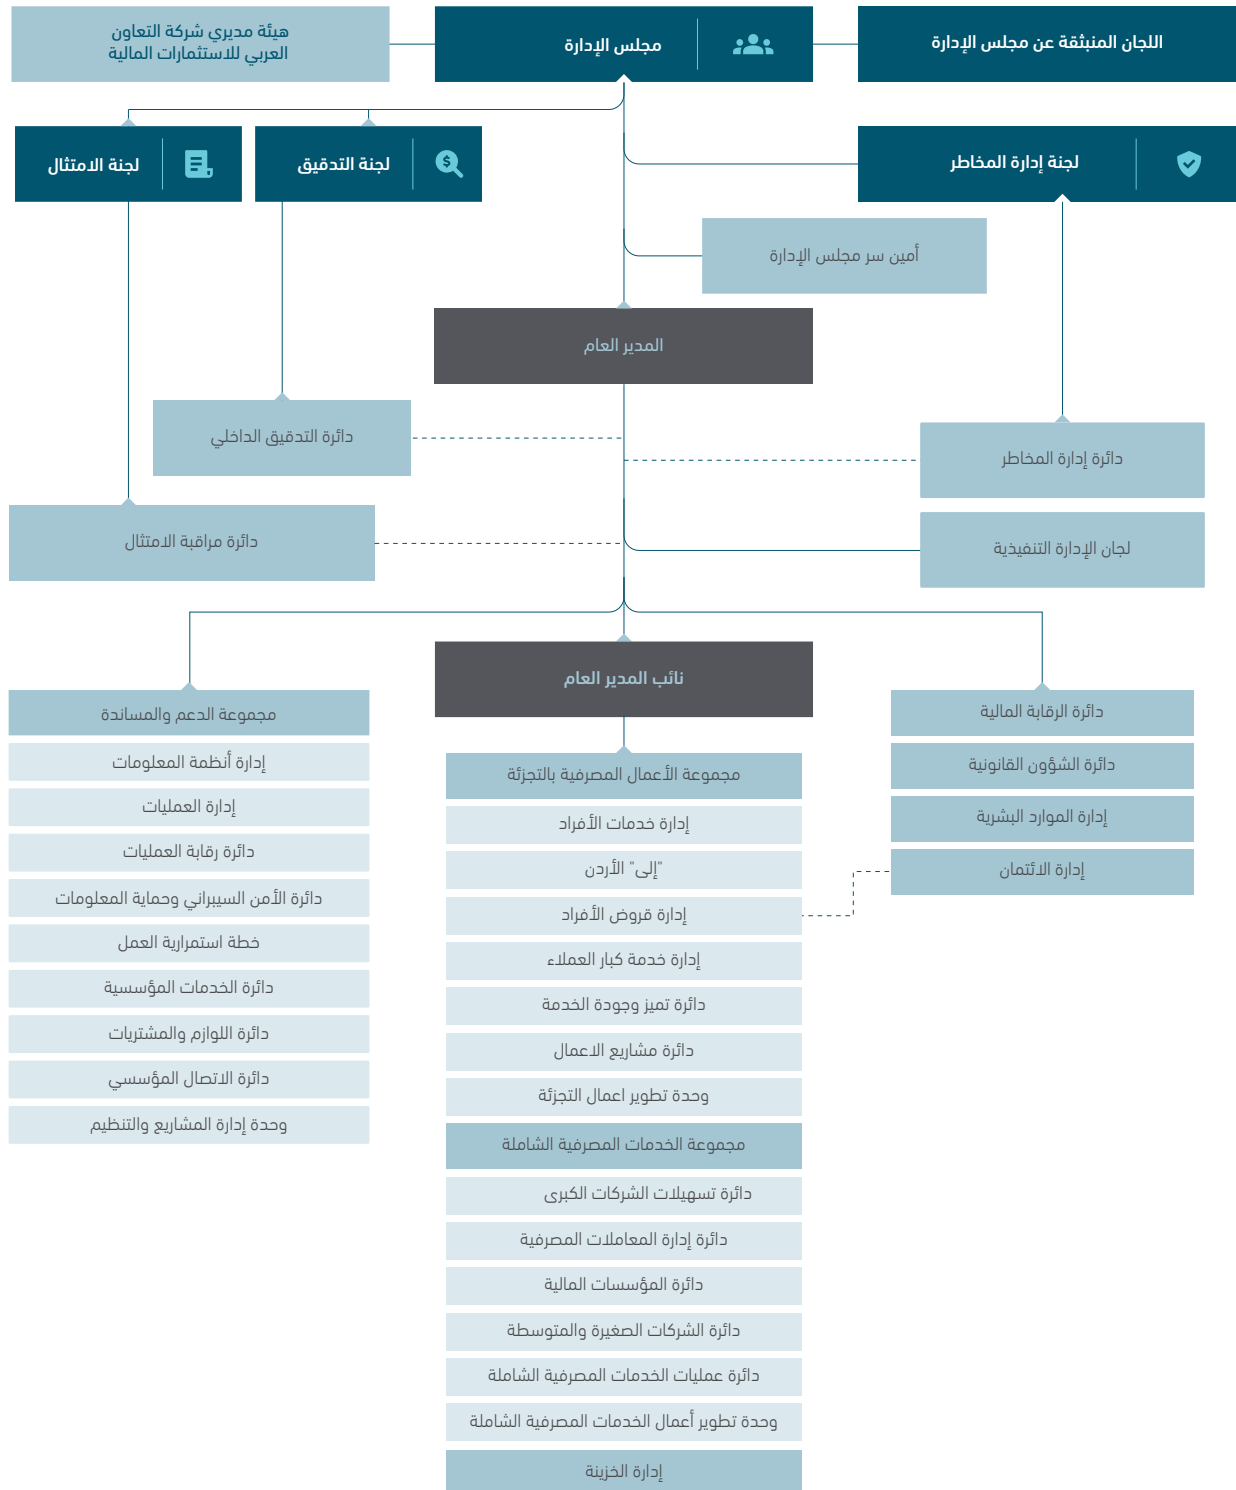 اللجان المنبثقة عن مجلس الإدارة
مجلس الإدارة
هيئة مديري شركة التعاون
العربي للاستثمارات المالية
لجنة إدارة المخاطر
لجنة التدقيق
لجنة الامتثال
أمين سر مجلس الإدارة
المدير العام
دائرة التدقيق الداخلي
دائرة إدارة المخاطر
دائرة مراقبة الامتثال
لجان الإدارة التنفيذية
نائب المدير العام
دائرة الرقابة المالية
دائرة الشؤون القانونية
إدارة الموارد البشرية
إدارة الائتمان
مجموعة الأعمال المصرفية بالتجزئة
إدارة خدمات الأفراد
"إلى" الأردن
إدارة قروض الأفراد
إدارة خدمة كبار العملاء
دائرة تميز وجودة الخدمة
دائرة مشاريع الاعمال
وحدة تطوير اعمال التجزئة
مجموعة الخدمات المصرفية الشاملة
دائرة تسهيلات الشركات الكبرى
دائرة إدارة المعاملات المصرفية
دائرة المؤسسات المالية
دائرة الشركات الصغيرة والمتوسطة
دائرة عمليات الخدمات المصرفية الشاملة
وحدة تطوير أعمال الخدمات المصرفية الشاملة
إدارة الخزينة
مجموعة الدعم والمساندة
إدارة أنظمة المعلومات
إدارة العمليات
دائرة رقابة العمليات
دائرة الأمن السيبراني وحماية المعلومات
خطة استمرارية العمل
دائرة الخدمات المؤسسية
دائرة اللوازم والمشتريات
دائرة الاتصال المؤسسي
وحدة إدارة المشاريع والتنظيم